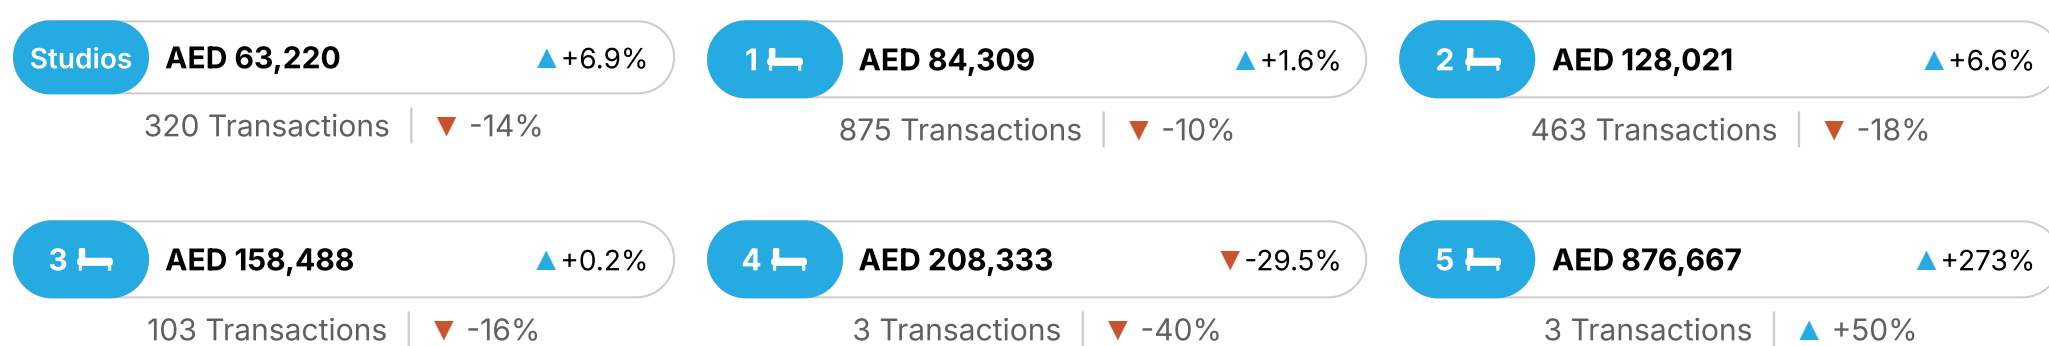 Studios AED 63,220 ▲+6.9%
320 Transactions | ▼ -14%
1 AED 84,309 ▲+1.6%
875 Transactions | ▼ -10%
2 AED 128,021 ▲+6.6%
463 Transactions | ▼ -18%
3 AED 158,488 ▲+0.2%
103 Transactions | ▼ -16%
4 AED 208,333 ▼-29.5%
3 Transactions | ▼ -40%
5 AED 876,667 ▲+273%
3 Transactions | ▲ +50%